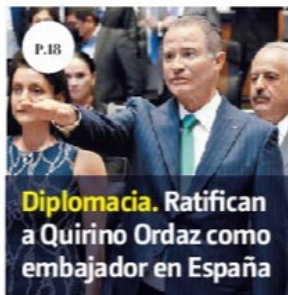 P.18
Diplomacia. Ratifican
a Quirino Ordaz como
embajador en España